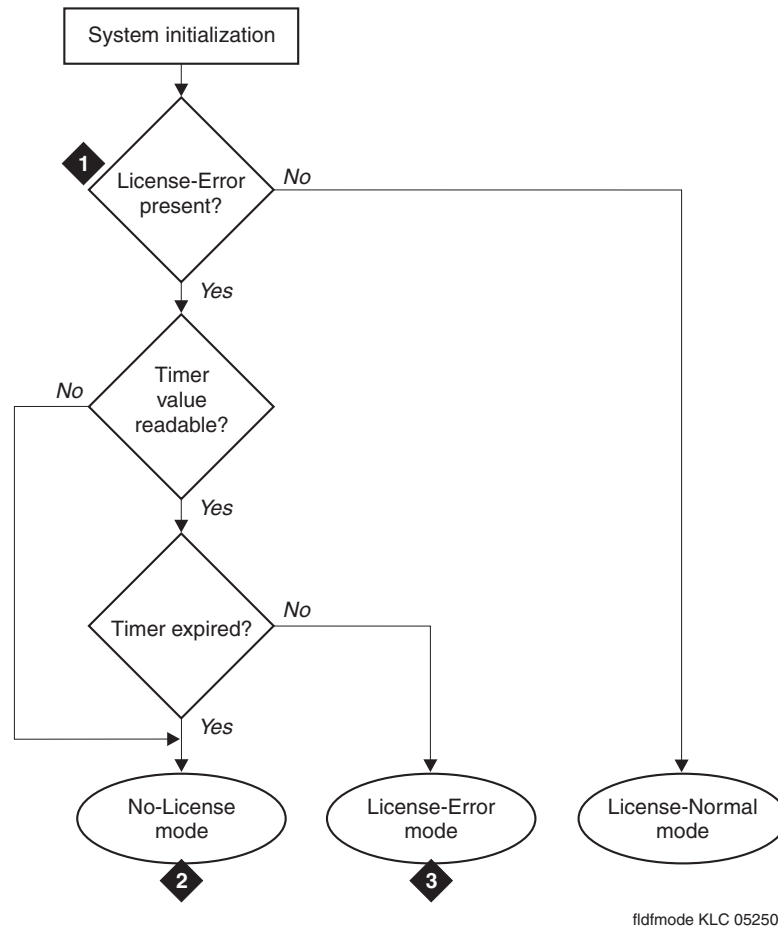 System initialization
1
License-Error
present?
No
Yes
Timer
value
readable?
No
Yes
Timer expired?
No
Yes
No-License
mode
License-Error
mode
License-Normal
mode
2
3
fldfmode KLC 052505